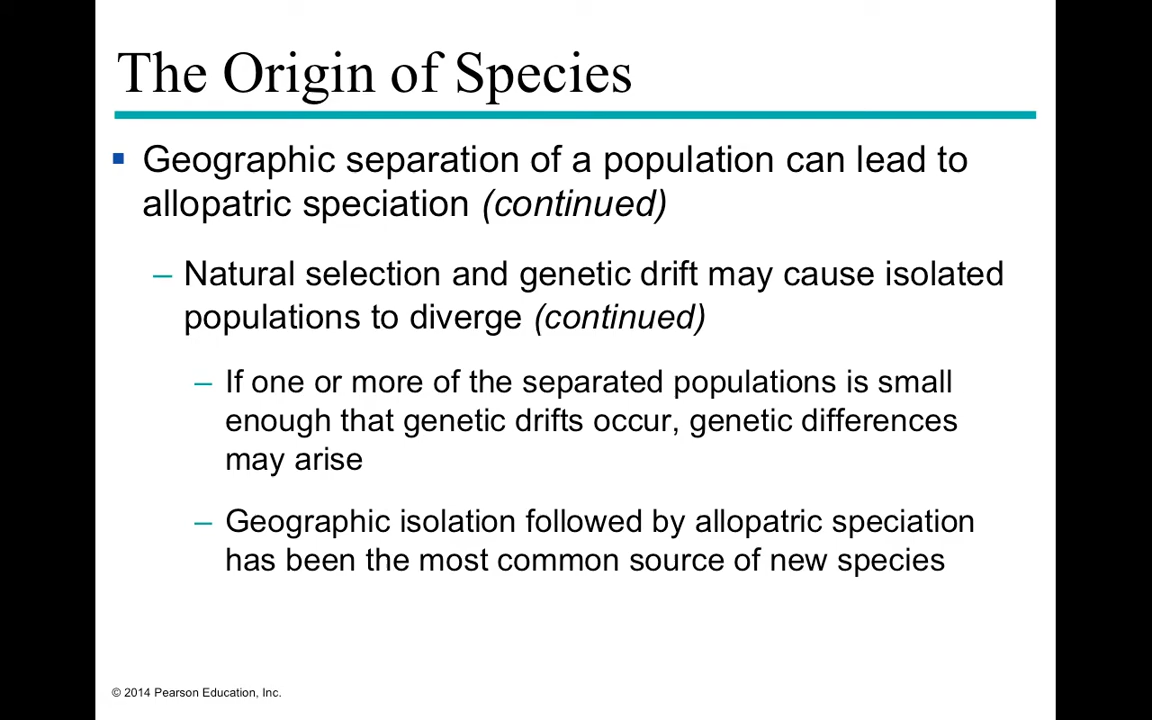 The Origin of Species
▪ Geographic separation of a population can lead to
allopatric speciation (continued)
– Natural selection and genetic drift may cause isolated
populations to diverge (continued)
– If one or more of the separated populations is small
enough that genetic drifts occur, genetic differences
may arise
– Geographic isolation followed by allopatric speciation
has been the most common source of new species
© 2014 Pearson Education, Inc.